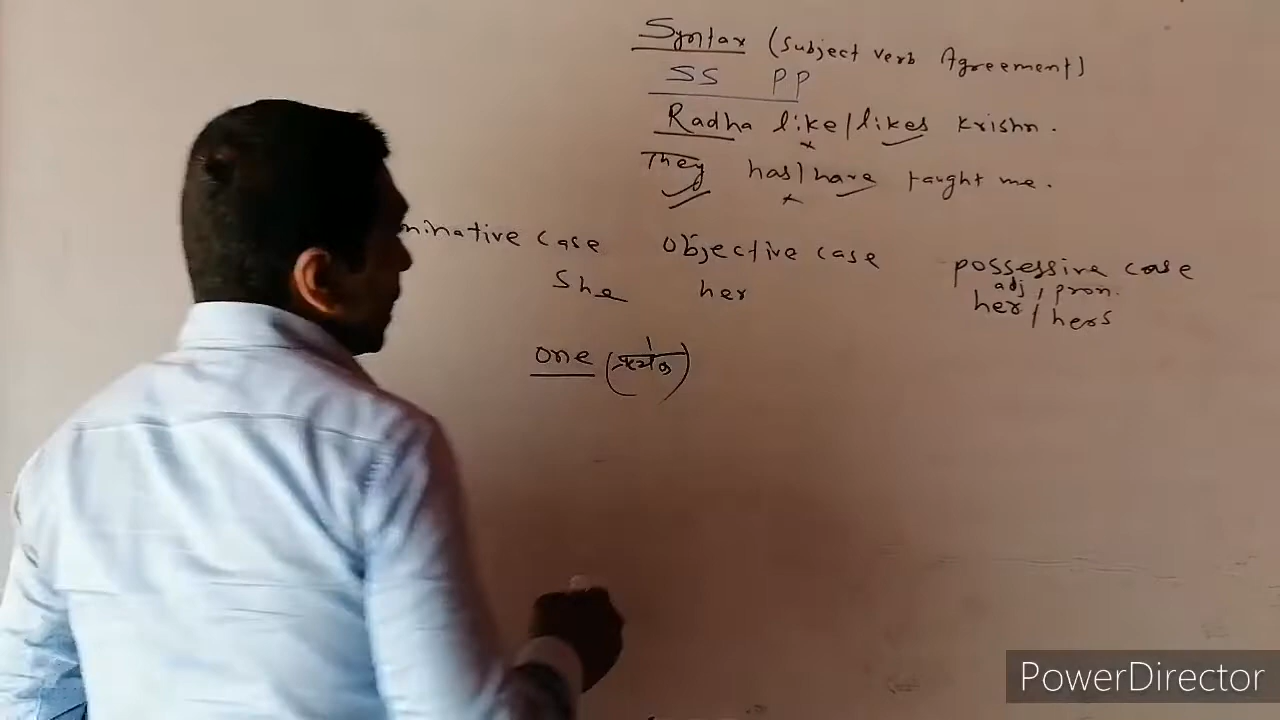 Syntax (Subject verb Agreement)
SS PP
Radha like/likes Krishn.
They has/have taught me.
minative case objective case possessive case
adj, pron.
She her her/hers
one (प्रत्येक)
PowerDirector